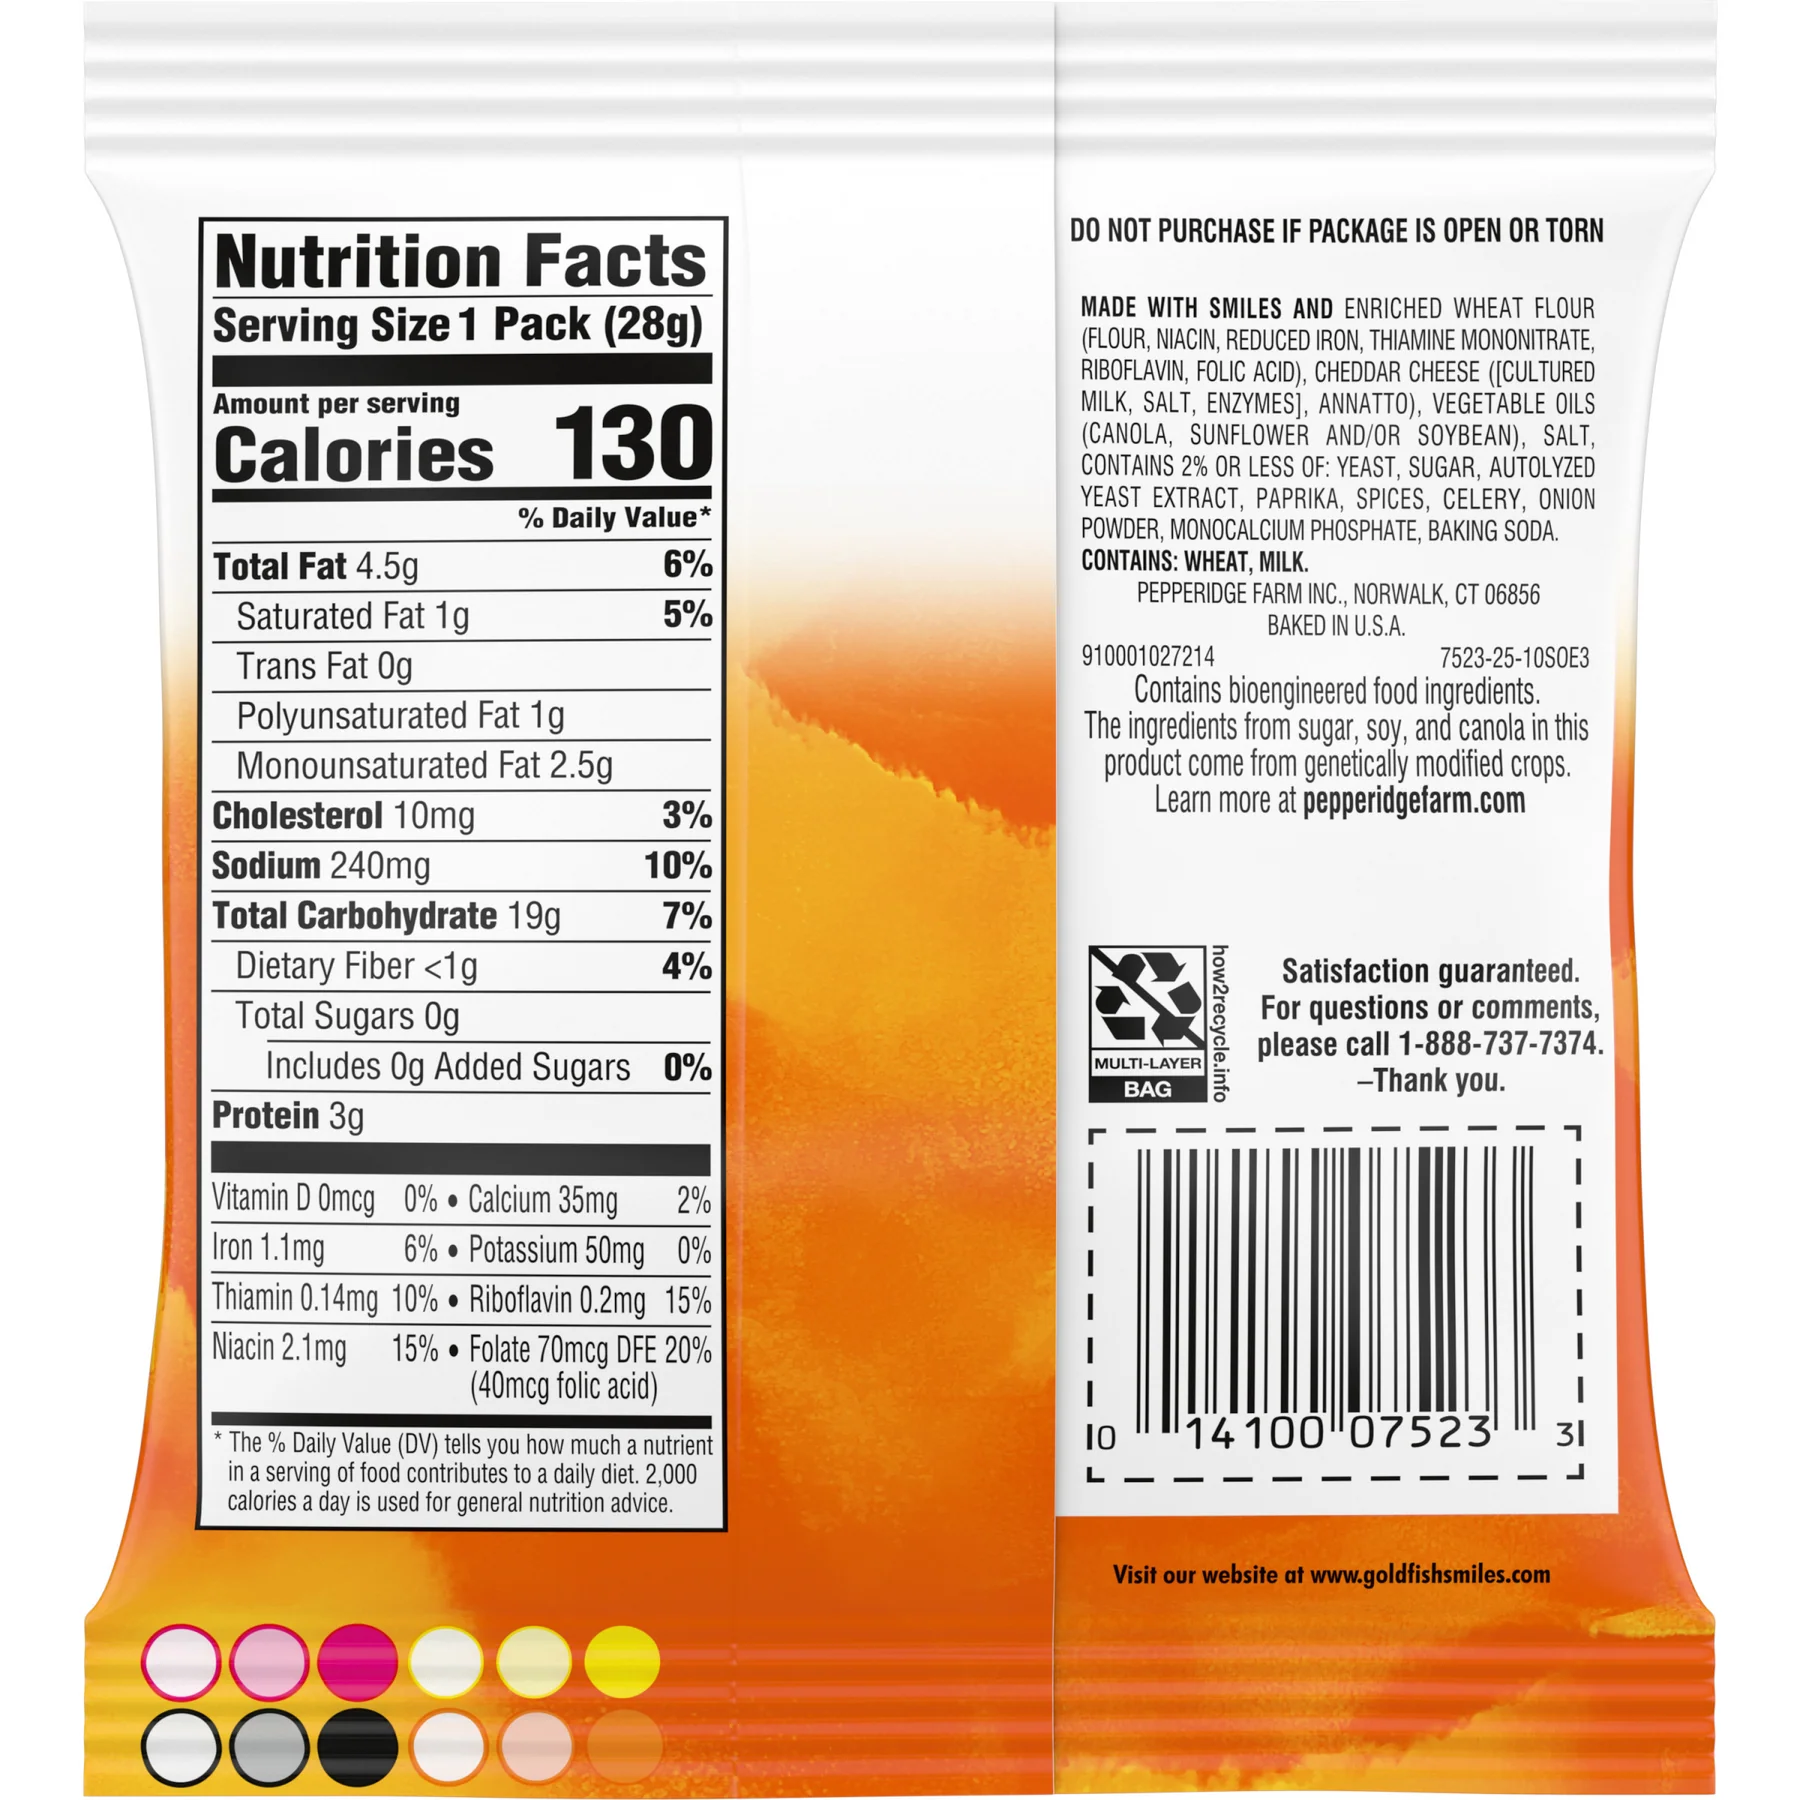 Nutrition Facts
Serving Size 1 Pack (28g)
Amount per serving
Calories 130
% Daily Value*
Total Fat 4.5g 6%
Saturated Fat 1g 5%
Trans Fat 0g
Polyunsaturated Fat 1g
Monounsaturated Fat 2.5g
Cholesterol 10mg 3%
Sodium 240mg 10%
Total Carbohydrate 19g 7%
Dietary Fiber <1g 4%
Total Sugars 0g
Includes 0g Added Sugars 0%
Protein 3g
Vitamin D 0mcg 0% • Calcium 35mg 2%
Iron 1.1mg 6% • Potassium 50mg 0%
Thiamin 0.14mg 10% • Riboflavin 0.2mg 15%
Niacin 2.1mg 15% • Folate 70mcg DFE 20%
(40mcg folic acid)
* The % Daily Value (DV) tells you how much a nutrient
in a serving of food contributes to a daily diet. 2,000
calories a day is used for general nutrition advice.
DO NOT PURCHASE IF PACKAGE IS OPEN OR TORN
MADE WITH SMILES AND ENRICHED WHEAT FLOUR
(FLOUR, NIACIN, REDUCED IRON, THIAMINE MONONITRATE,
RIBOFLAVIN, FOLIC ACID), CHEDDAR CHEESE ([CULTURED
MILK, SALT, ENZYMES], ANNATTO), VEGETABLE OILS
(CANOLA, SUNFLOWER AND/OR SOYBEAN), SALT,
CONTAINS 2% OR LESS OF: YEAST, SUGAR, AUTOLYZED
YEAST EXTRACT, PAPRIKA, SPICES, CELERY, ONION
POWDER, MONOCALCIUM PHOSPHATE, BAKING SODA.
CONTAINS: WHEAT, MILK.
PEPPERIDGE FARM INC., NORWALK, CT 06856
BAKED IN U.S.A.
910001027214 7523-25-10SOE3
Contains bioengineered food ingredients.
The ingredients from sugar, soy, and canola in this
product come from genetically modified crops.
Learn more at pepperidgefarm.com
MULTI-LAYER
BAG
how2recycle.info
Satisfaction guaranteed.
For questions or comments,
please call 1-888-737-7374.
–Thank you.
0 14100 07523 3
Visit our website at www.goldfishsmiles.com